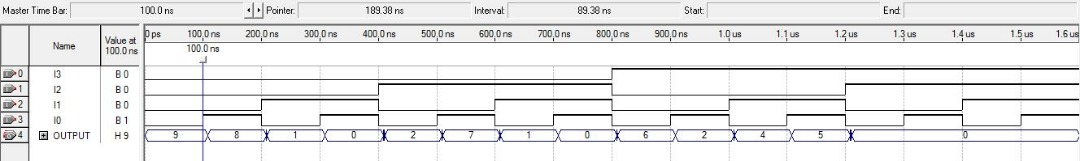 Master Time Bar: 100.0 ns Pointer: 189.38 ns Interval: 89.38 ns Start: End:
Name Value at 100.0 ns 0 ps 100.0 ns 200.0 ns 300.0 ns 400.0 ns 500.0 ns 600.0 ns 700.0 ns 800.0 ns 900.0 ns 1.0 us 1.1 us 1.2 us 1.3 us 1.4 us 1.5 us 1.6 us
100.0 ns
0 I3 B 0
1 I2 B 0
2 I1 B 0
3 I0 B 1
4 OUTPUT H 9 9 8 1 0 2 7 1 0 6 2 4 5 0